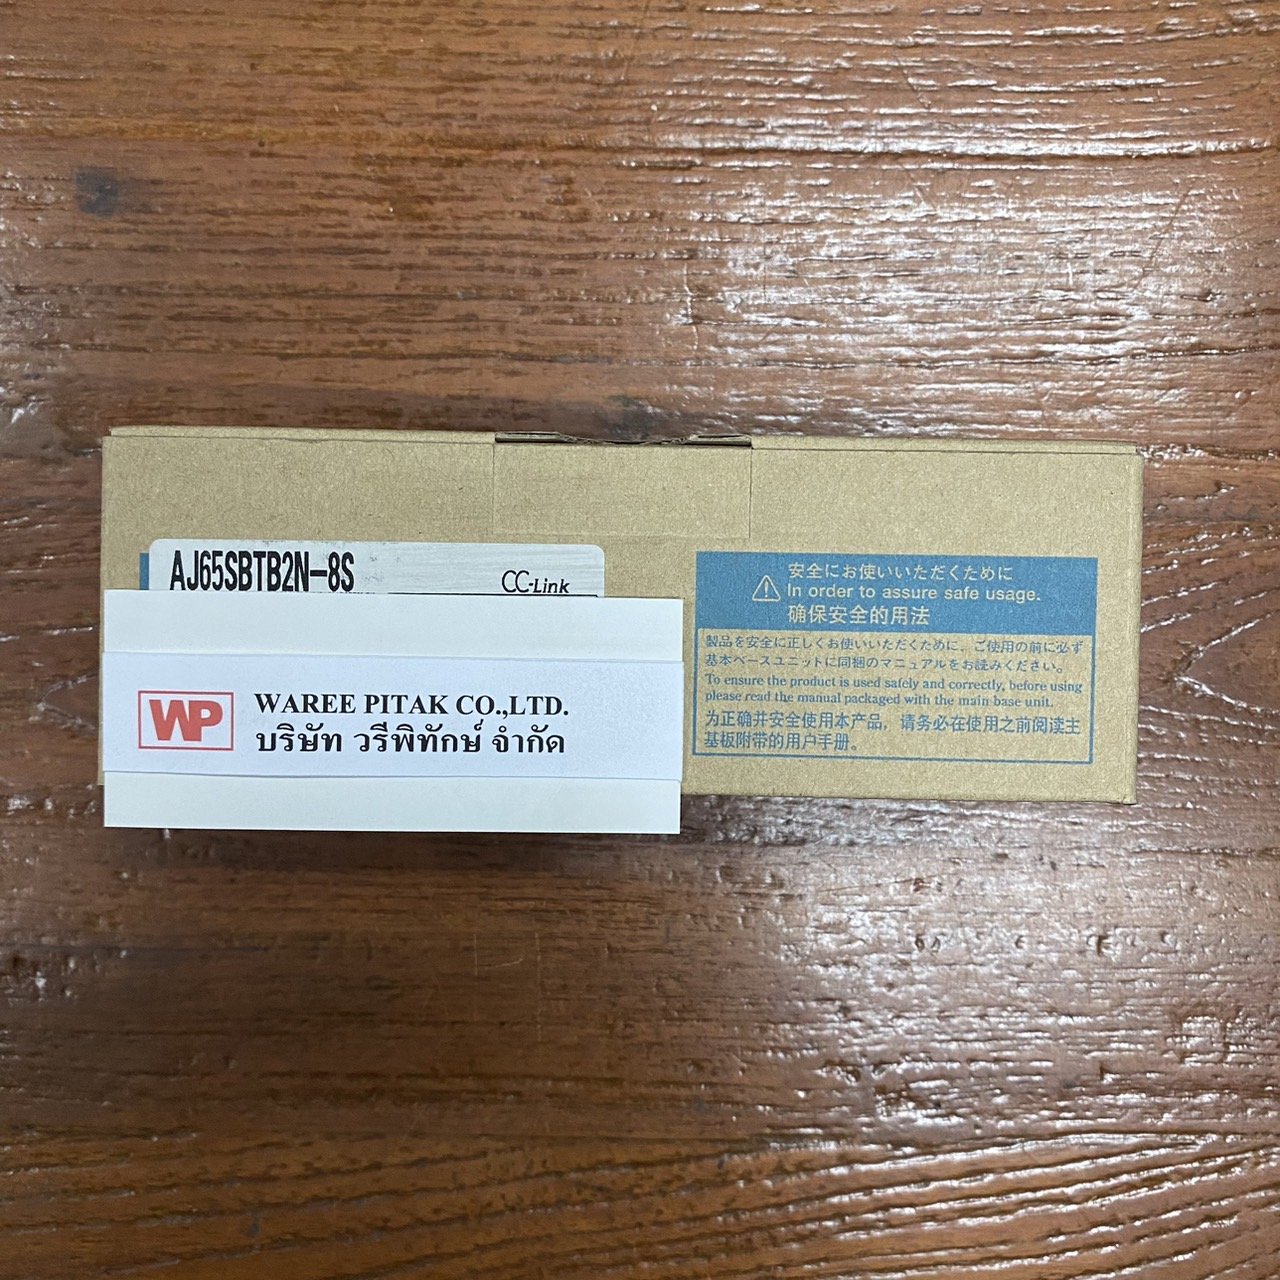 AJ65SBTB2N-8S
CC-Link
WP
WAREE PITAK CO.,LTD.
บริษัท วรีพิทักษ์ จำกัด
安全にお使いいただくために
In order to assure safe usage.
确保安全的用法
製品を安全に正しくお使いいただくために、ご使用の前に必ず
基本ベースユニットに同梱のマニュアルをお読みください。
To ensure the product is used safely and correctly, before using
please read the manual packaged with the main base unit.
为正确并安全使用本产品，请务必在使用之前阅读主
基板附带的用户手册。